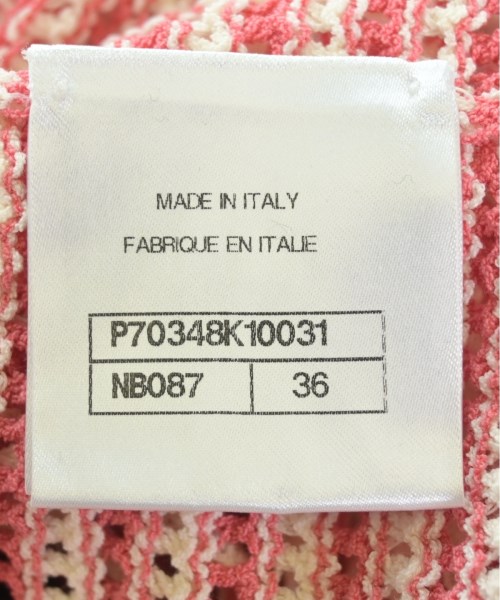 MADE IN ITALY
FABRIQUE EN ITALIE
P70348K10031
NB087 36